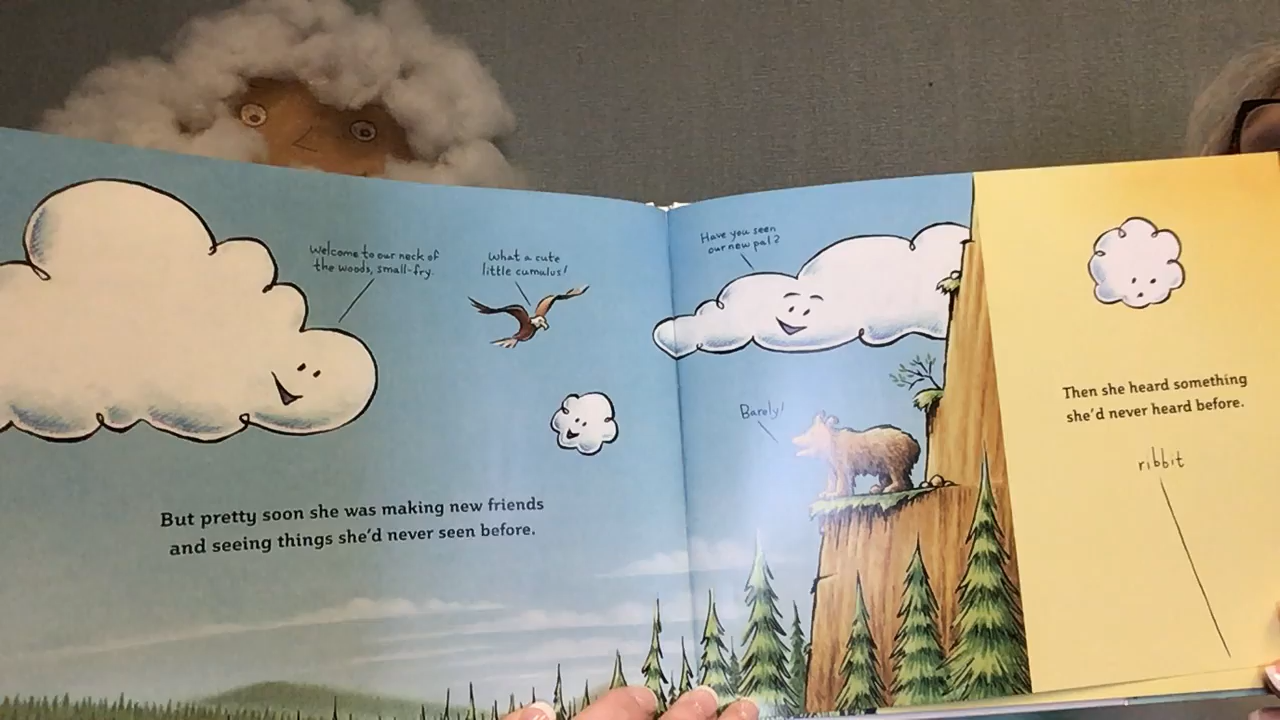 Welcome to our neck of
the woods, small-fry.
What a cute
little cumulus!
But pretty soon she was making new friends
and seeing things she'd never seen before.
Have you seen
our new pal?
Barely!
Then she heard something
she'd never heard before.
ribbit